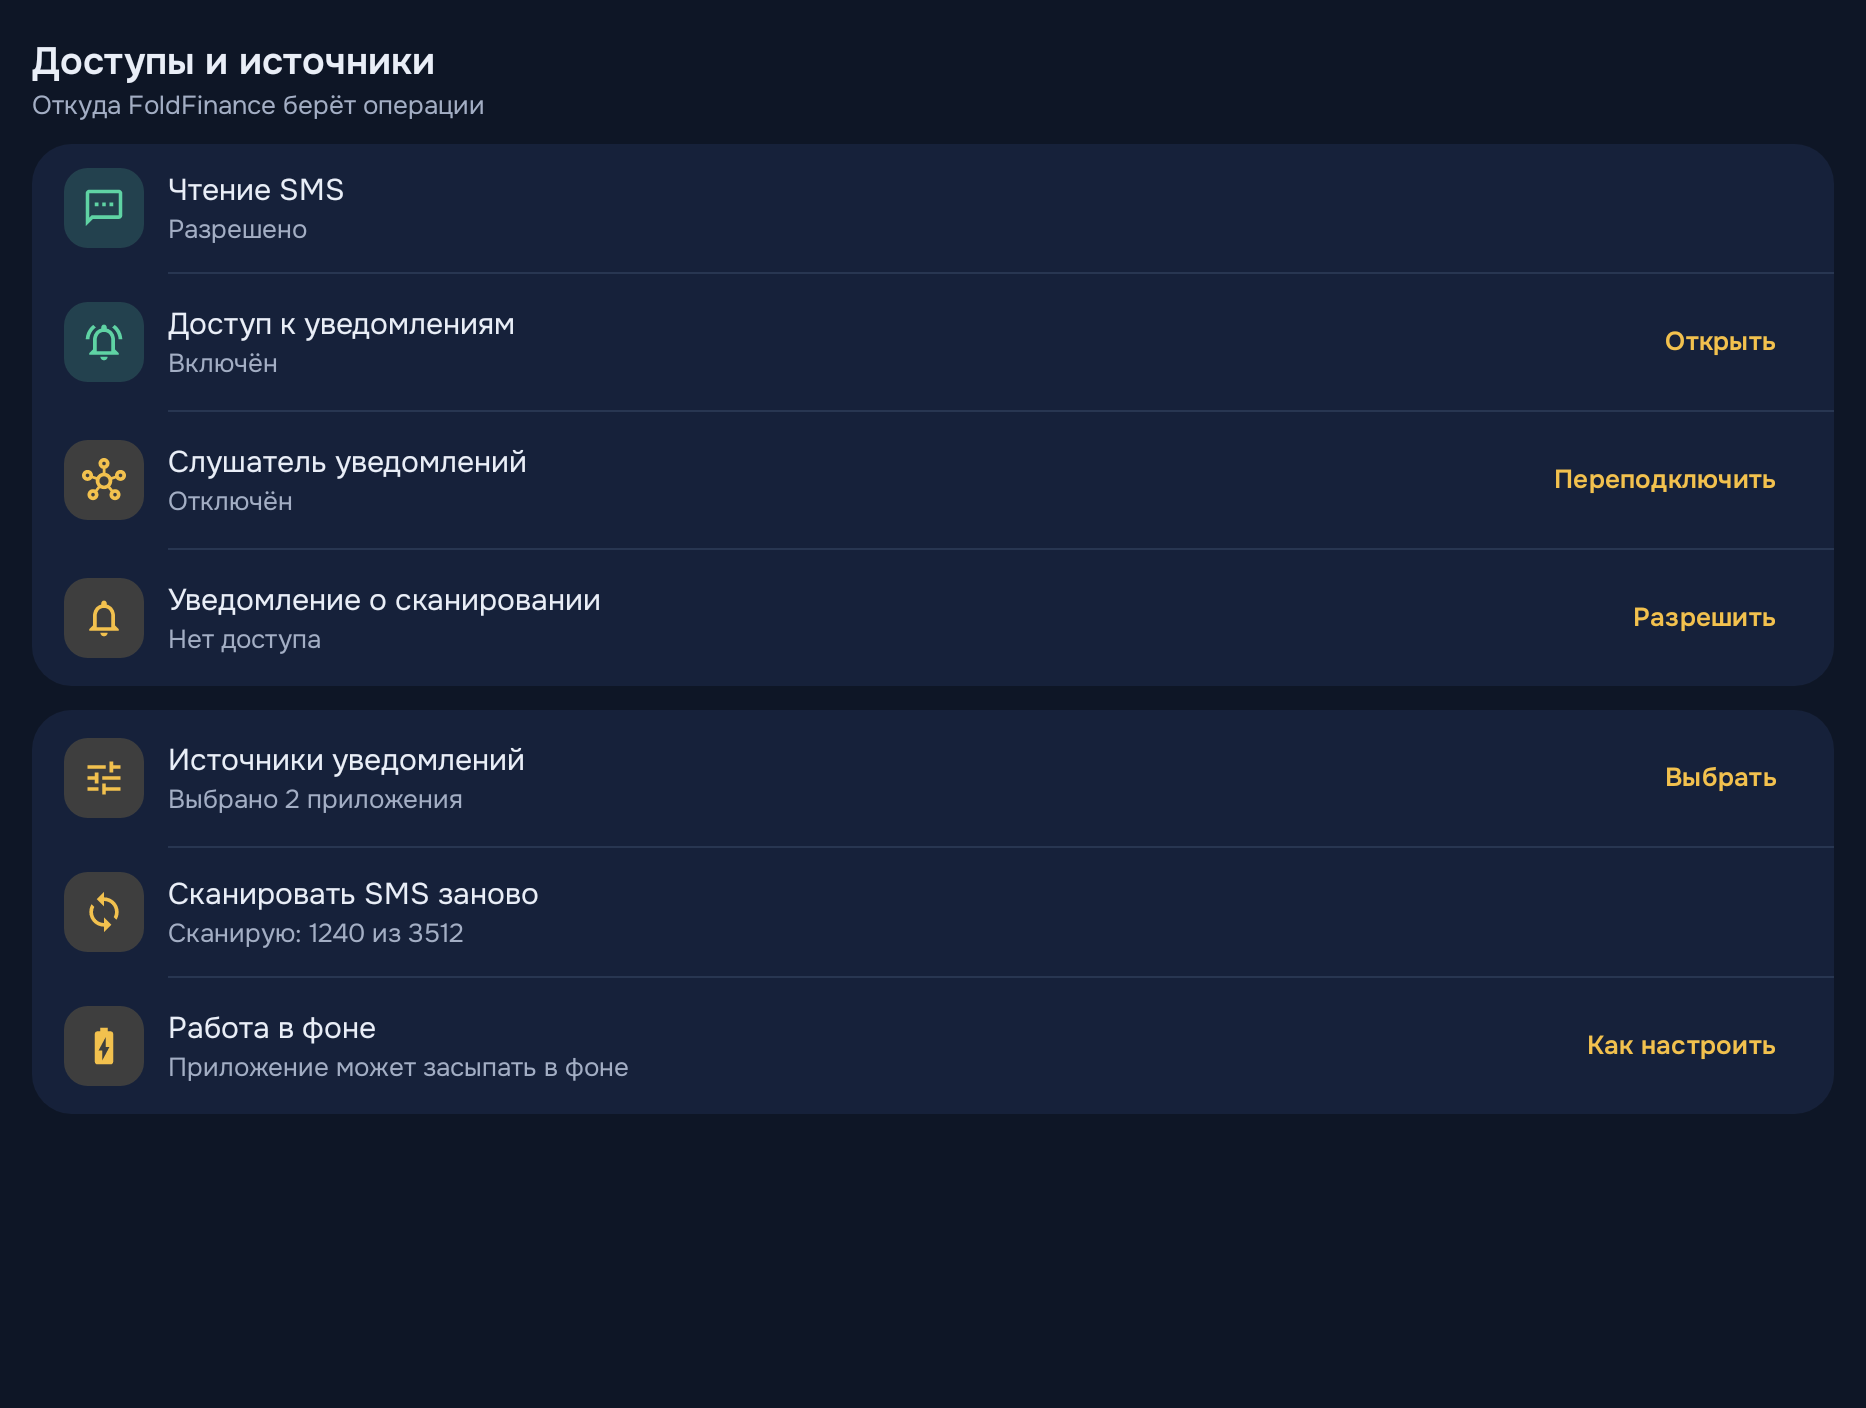 Доступы и источники
Откуда FoldFinance берёт операции
Чтение SMS
Разрешено
Доступ к уведомлениям
Включён
Открыть
Слушатель уведомлений
Отключён
Переподключить
Уведомление о сканировании
Нет доступа
Разрешить
Источники уведомлений
Выбрано 2 приложения
Выбрать
Сканировать SMS заново
Сканирую: 1240 из 3512
Работа в фоне
Приложение может засыпать в фоне
Как настроить